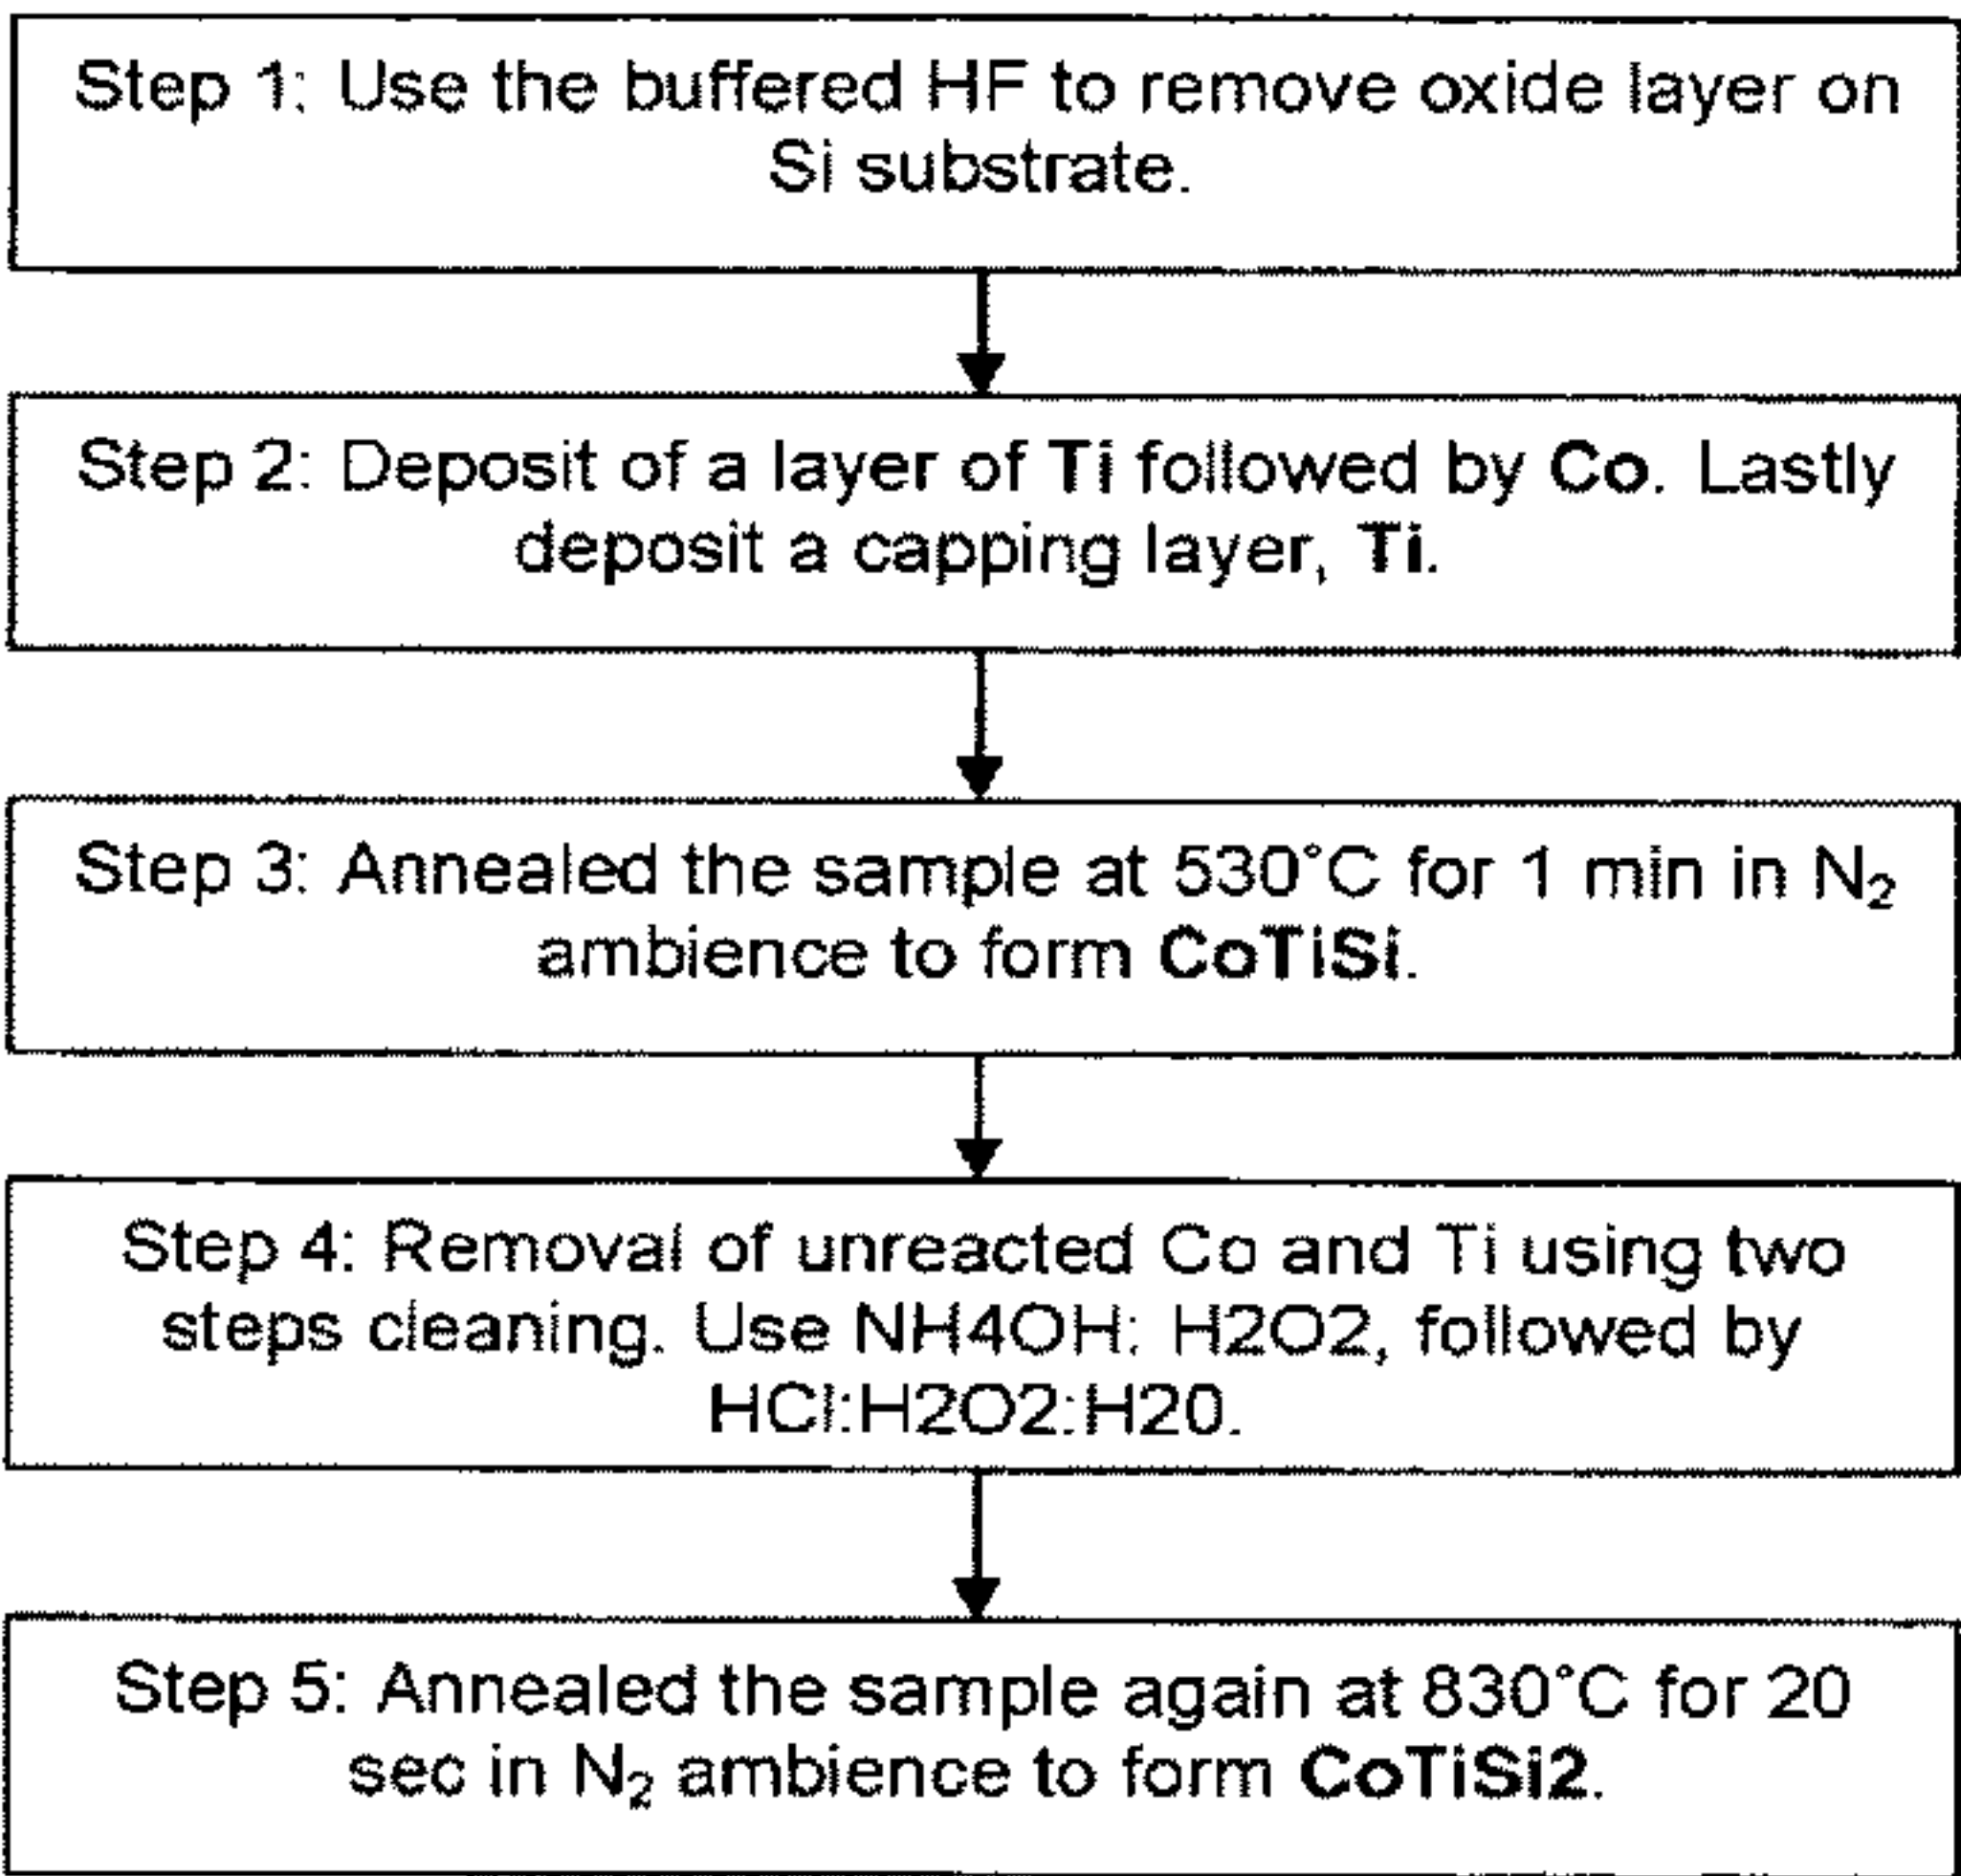 Step 1: Use the buffered HF to remove oxide layer on
Si substrate.
Step 2: Deposit of a layer of Ti followed by Co. Lastly
deposit a capping layer, Ti.
Step 3: Annealed the sample at 530°C for 1 min in N₂
ambience to form CoTiSi.
Step 4: Removal of unreacted Co and Ti using two
steps cleaning. Use NH4OH: H2O2, followed by
HCl:H2O2:H20.
Step 5: Annealed the sample again at 830°C for 20
sec in N₂ ambience to form CoTiSi2.